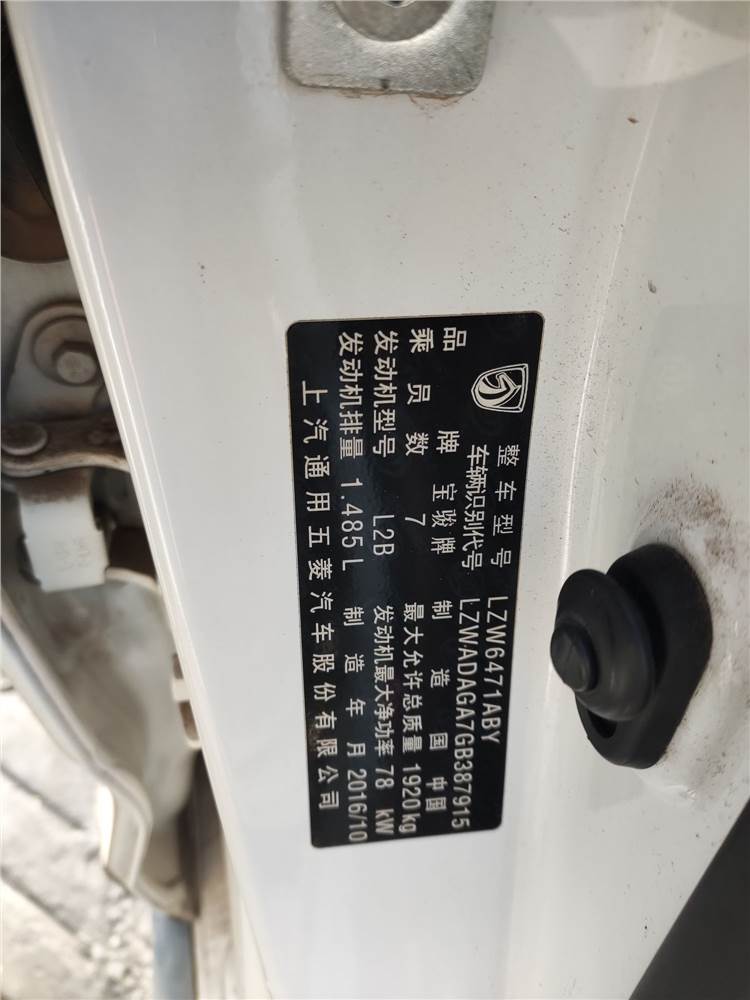 整车型号 LZW6471ABY
车辆识别代号 LZWADAGA7GB387915
品牌 宝骏牌 制造国 中国
乘员数 7 最大允许总质量 1920kg
发动机型号 L2B 发动机最大净功率 78 kW
发动机排量 1.485L 制造年月 2016/10
上汽通用五菱汽车股份有限公司